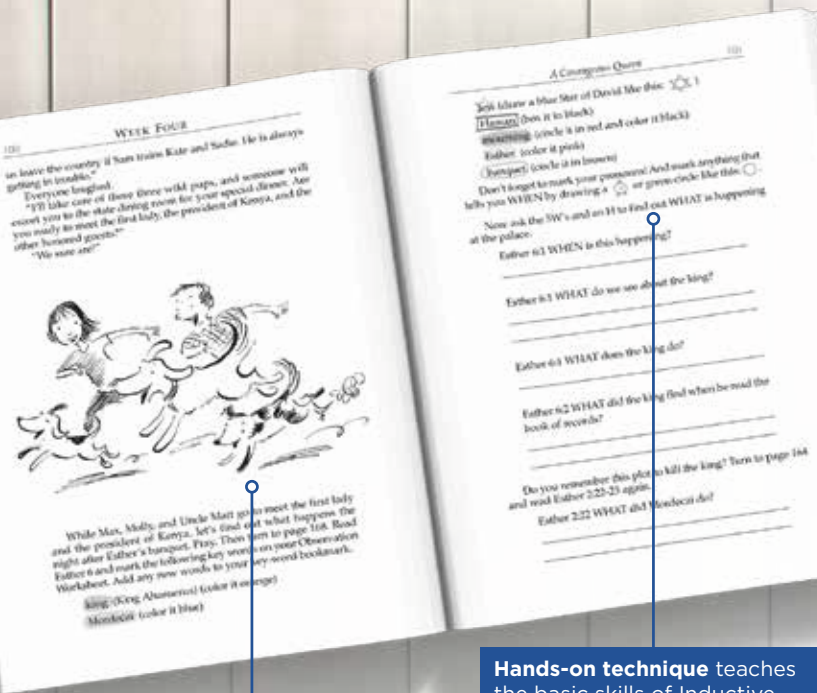 100
WEEK FOUR
us leave the country if Sam trains Kate and Sadie. He is always
getting in trouble."
Everyone laughed.
"I'll take care of these three wild pups, and someone will
escort you to the state dining room for your special dinner. Are
you ready to meet the first lady, the president of Kenya, and the
other honored guests?"
"We sure are!"
While Max, Molly, and Uncle Matt go to meet the first lady
and the president of Kenya, let's find out what happens the
night after Esther's banquet. Pray. Then turn to page 168. Read
Esther 6 and mark the following key words on your Observation
Worksheet. Add any new words to your key-word bookmark.
king (King Ahasuerus) (color it orange)
Mordecai (color it blue)
A Courageous Queen
101
Jews (draw a blue Star of David like this: )
Haman (box it in black)
mourning (circle it in red and color it black)
Esther (color it pink)
banquet (circle it in brown)
Don't forget to mark your pronouns! And mark anything that
tells you WHEN by drawing a or green circle like this .
Now ask the 5W's and an H to find out WHAT is happening
at the palace.
Esther 6:1 WHEN is this happening?
Esther 6:1 WHAT do we see about the king?
Esther 6:1 WHAT does the king do?
Esther 6:2 WHAT did the king find when he read the
book of records?
Do you remember this plot to kill the king? Turn to page 164
and read Esther 2:22-23 again.
Esther 2:22 WHAT did Mordecai do?
Hands-on technique teaches
the basic skills of Inductive